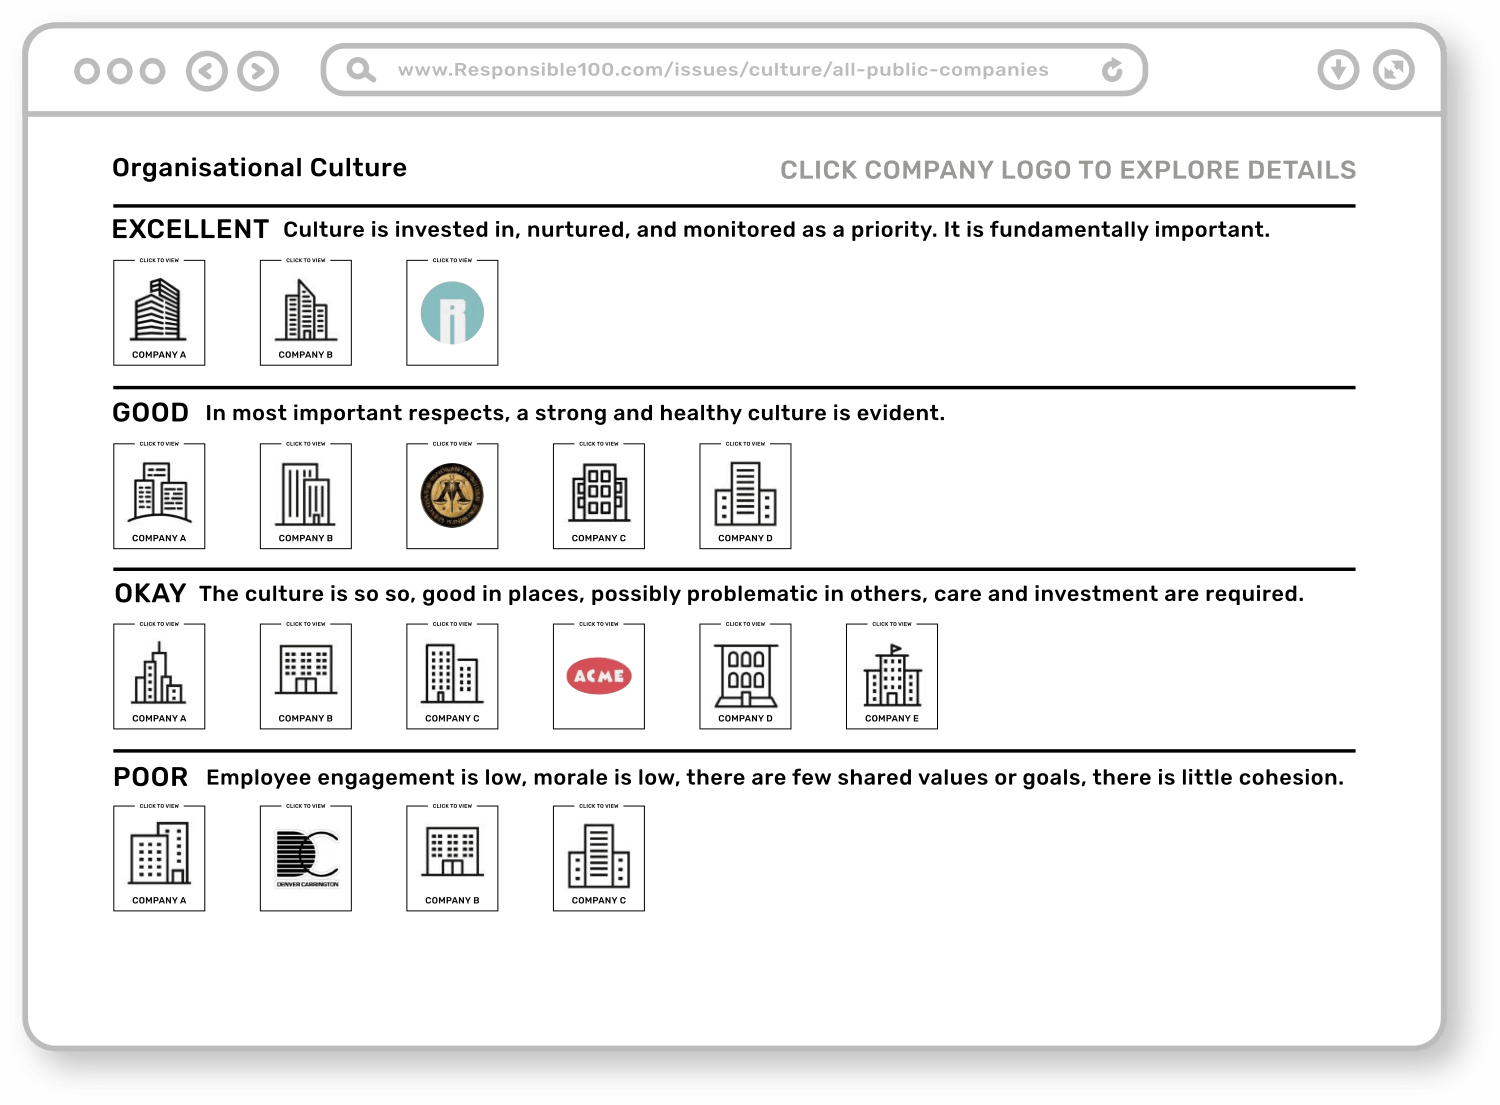 www.Responsible100.com/issues/culture/all-public-companies
Organisational Culture
CLICK COMPANY LOGO TO EXPLORE DETAILS
EXCELLENT Culture is invested in, nurtured, and monitored as a priority. It is fundamentally important.
CLICK TO VIEW CLICK TO VIEW CLICK TO VIEW
R
COMPANY A COMPANY B
GOOD In most important respects, a strong and healthy culture is evident.
CLICK TO VIEW CLICK TO VIEW CLICK TO VIEW CLICK TO VIEW CLICK TO VIEW
M
COMPANY A COMPANY B COMPANY C COMPANY D
OKAY The culture is so so, good in places, possibly problematic in others, care and investment are required.
CLICK TO VIEW CLICK TO VIEW CLICK TO VIEW CLICK TO VIEW CLICK TO VIEW CLICK TO VIEW
ACME
COMPANY A COMPANY B COMPANY C COMPANY D COMPANY E
POOR Employee engagement is low, morale is low, there are few shared values or goals, there is little cohesion.
CLICK TO VIEW CLICK TO VIEW CLICK TO VIEW CLICK TO VIEW
DC
DENVER CARRINGTON
COMPANY A COMPANY B COMPANY C